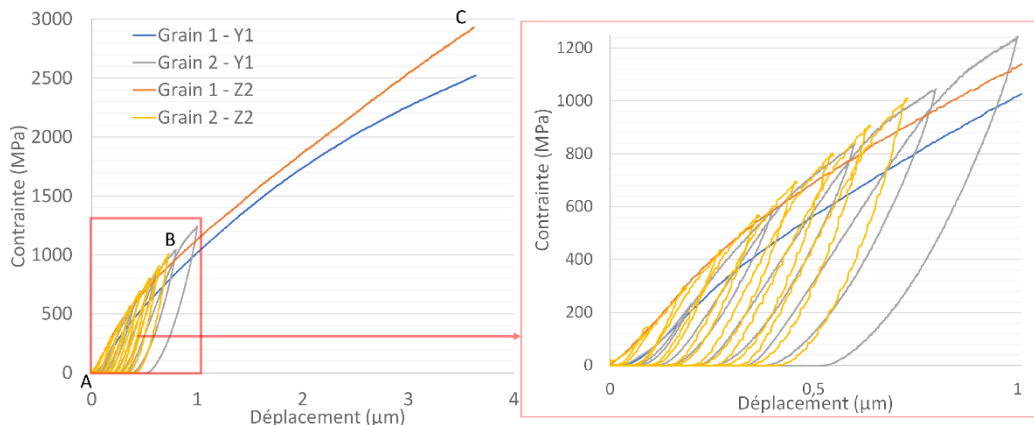 3000
2500
2000
1500
1000
500
0
Contrainte (MPa)
Grain 1 - Y1
Grain 2 - Y1
Grain 1 - Z2
Grain 2 - Z2
A
B
C
0
1
2
3
4
Déplacement (µm)
1200
1000
800
600
400
200
0
Contrainte (MPa)
0
0,5
1
Déplacement (µm)